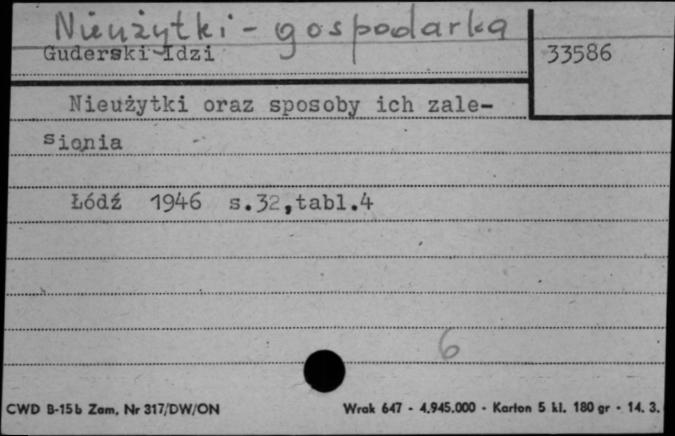 Nieużytki - gospodarka
Guderski Idzi
33586
Nieużytki oraz sposoby ich zale-
sionia
Łódź 1946 s.32,tabl.4
6
CWD B-15b Zam. Nr 317/DW/ON
Wrak 647 - 4.945.000 - Karton 5 kl. 180 gr - 14. 3.